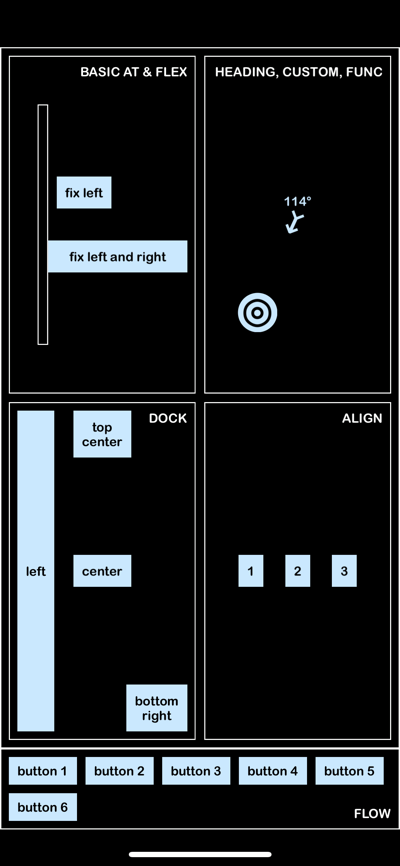 BASIC AT & FLEX
fix left
fix left and right
HEADING, CUSTOM, FUNC
114°
DOCK
top
center
left
center
bottom
right
ALIGN
1
2
3
button 1
button 2
button 3
button 4
button 5
button 6
FLOW